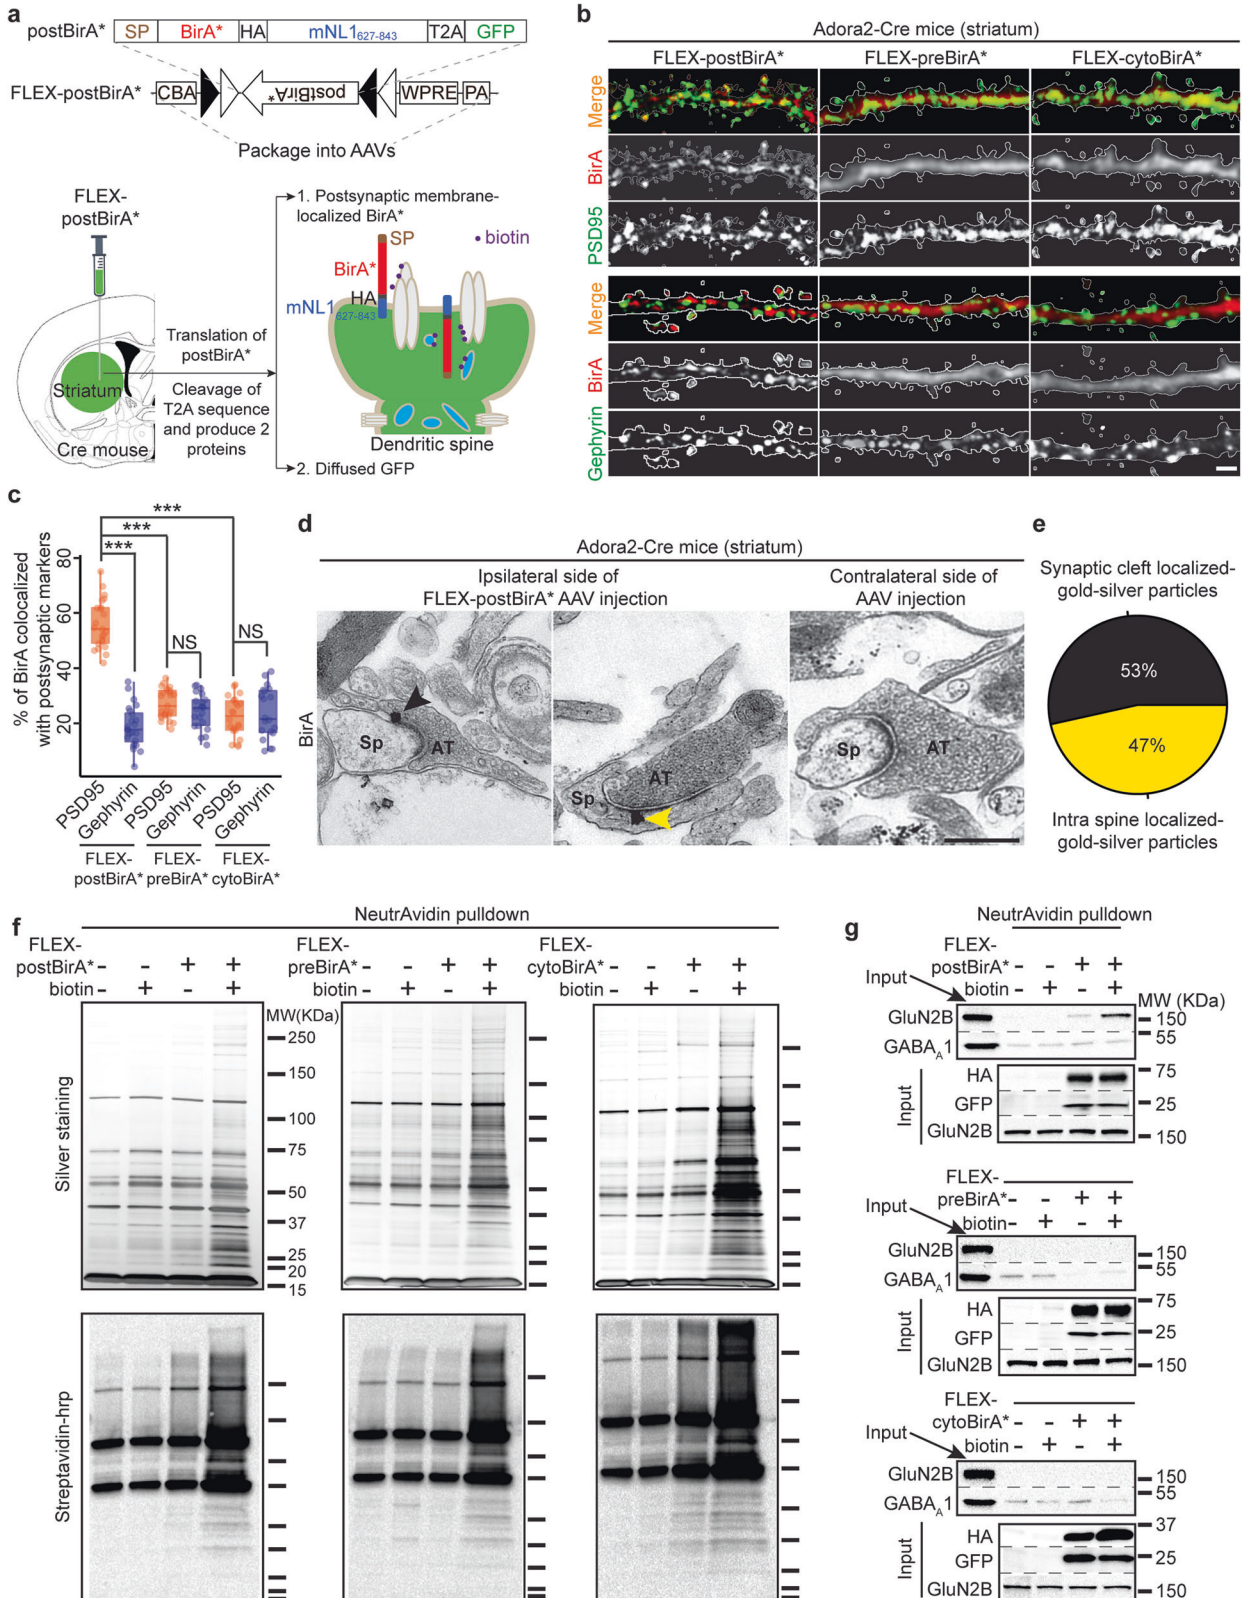 a
postBirA* SP BirA* HA mNL1627-843 T2A GFP
FLEX-postBirA* CBA postBirA* WPRE PA
Package into AAVs
FLEX-
postBirA*
Striatum
Cre mouse
Translation of
postBirA*
Cleavage of
T2A sequence
and produce 2
proteins
1. Postsynaptic membrane-
localized BirA*
SP
biotin
BirA*
HA
mNL1
627-843
Dendritic spine
2. Diffused GFP
b
Adora2-Cre mice (striatum)
FLEX-postBirA* FLEX-preBirA* FLEX-cytoBirA*
Merge
BirA
PSD95
Merge
BirA
Gephyrin
c
% of BirA colocalized
with postsynaptic markers
80
60
40
20
***
***
***
NS
NS
PSD95 Gephyrin PSD95 Gephyrin PSD95 Gephyrin
FLEX- FLEX- FLEX-
postBirA* preBirA* cytoBirA*
d
Adora2-Cre mice (striatum)
Ipsilateral side of
FLEX-postBirA* AAV injection
Contralateral side of
AAV injection
BirA
Sp AT
Sp AT
Sp AT
e
Synaptic cleft localized-
gold-silver particles
53%
47%
Intra spine localized-
gold-silver particles
f
NeutrAvidin pulldown
FLEX-
postBirA* - - + +
biotin - + - +
FLEX-
preBirA* - - + +
biotin - + - +
FLEX-
cytoBirA* - - + +
biotin - + - +
Silver staining
MW(KDa)
250
150
100
75
50
37
25
20
15
Streptavidin-hrp
g
NeutrAvidin pulldown
FLEX-
postBirA* - - + +
Input
biotin - + - +
MW (KDa)
GluN2B 150
55
GABAA1
Input
HA 75
GFP 25
GluN2B 150
FLEX-
preBirA* - - + +
Input
biotin - + - +
GluN2B 150
55
GABAA1
Input
HA 75
GFP 25
GluN2B 150
FLEX-
cytoBirA* - - + +
Input
biotin - + - +
GluN2B 150
55
GABAA1
Input
HA 37
GFP 25
GluN2B 150